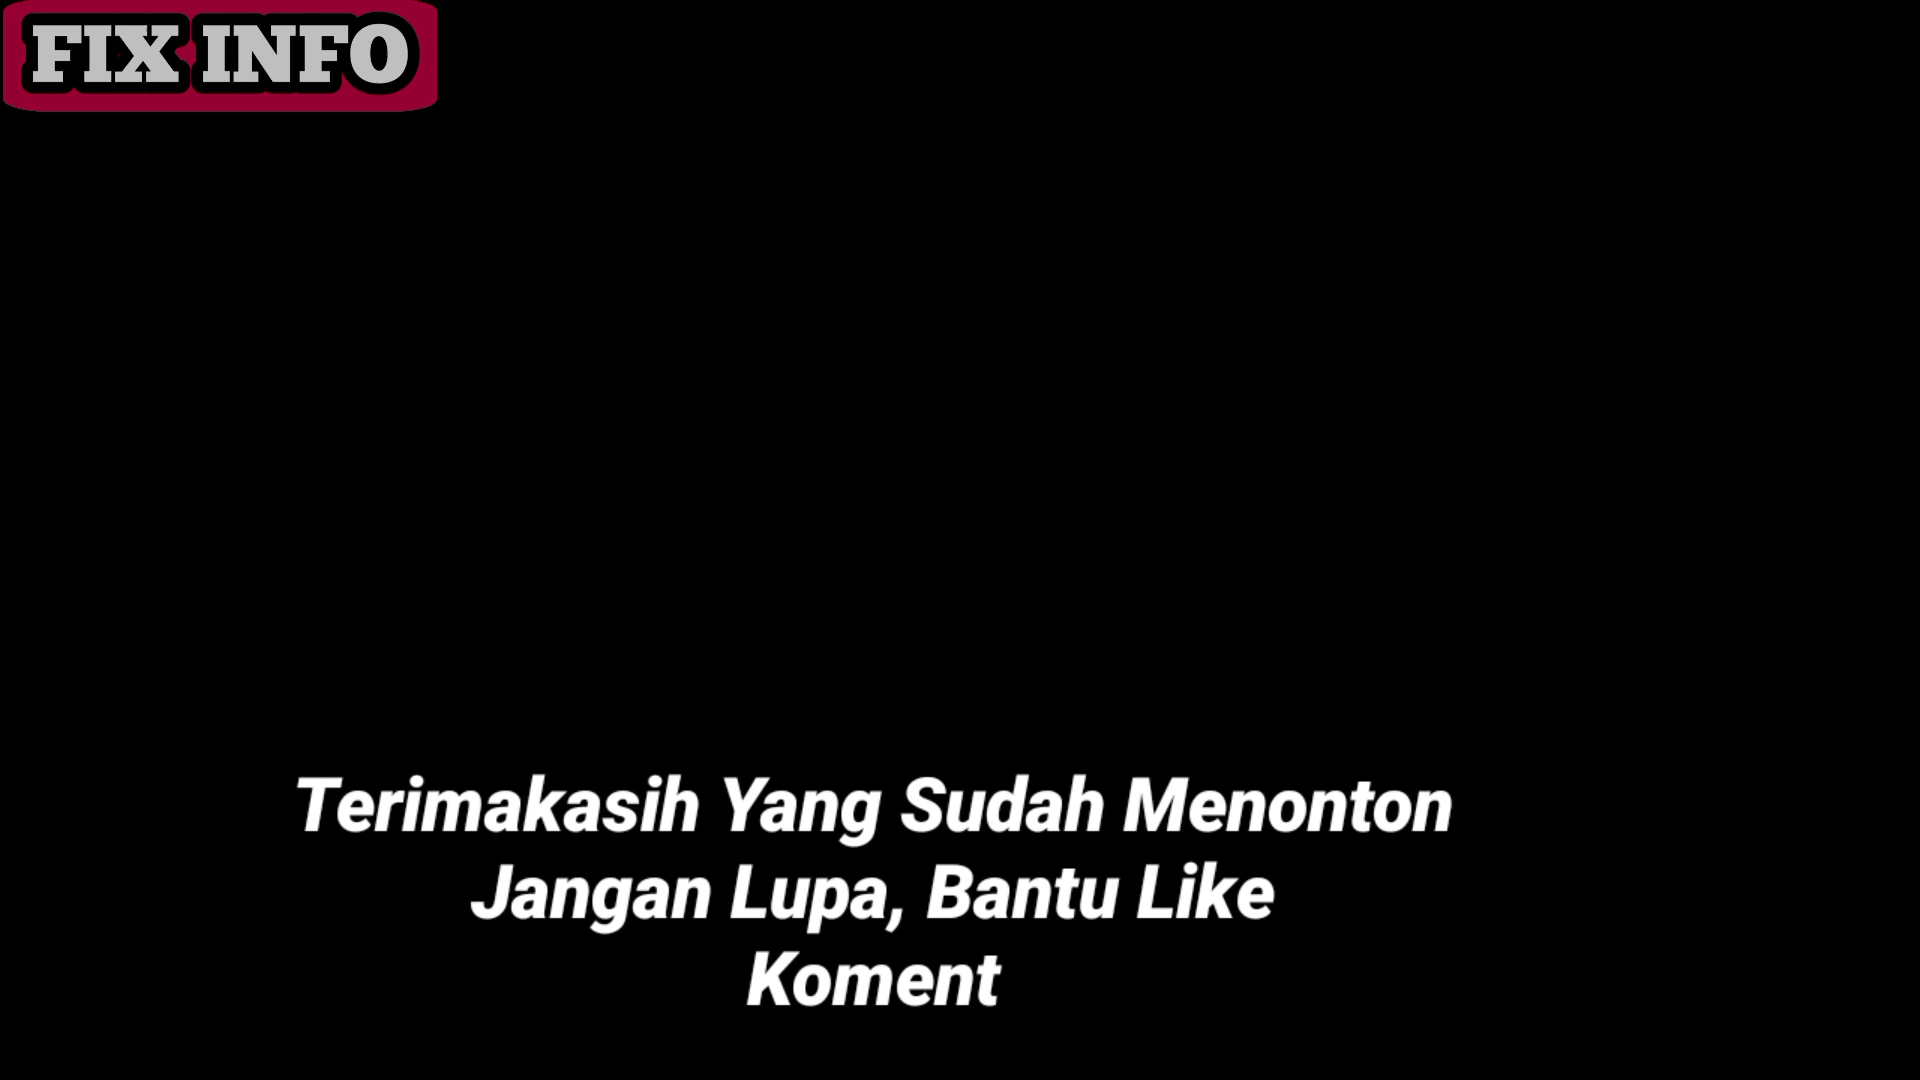 FIX INFO
Terimakasih Yang Sudah Menonton
Jangan Lupa, Bantu Like
Koment